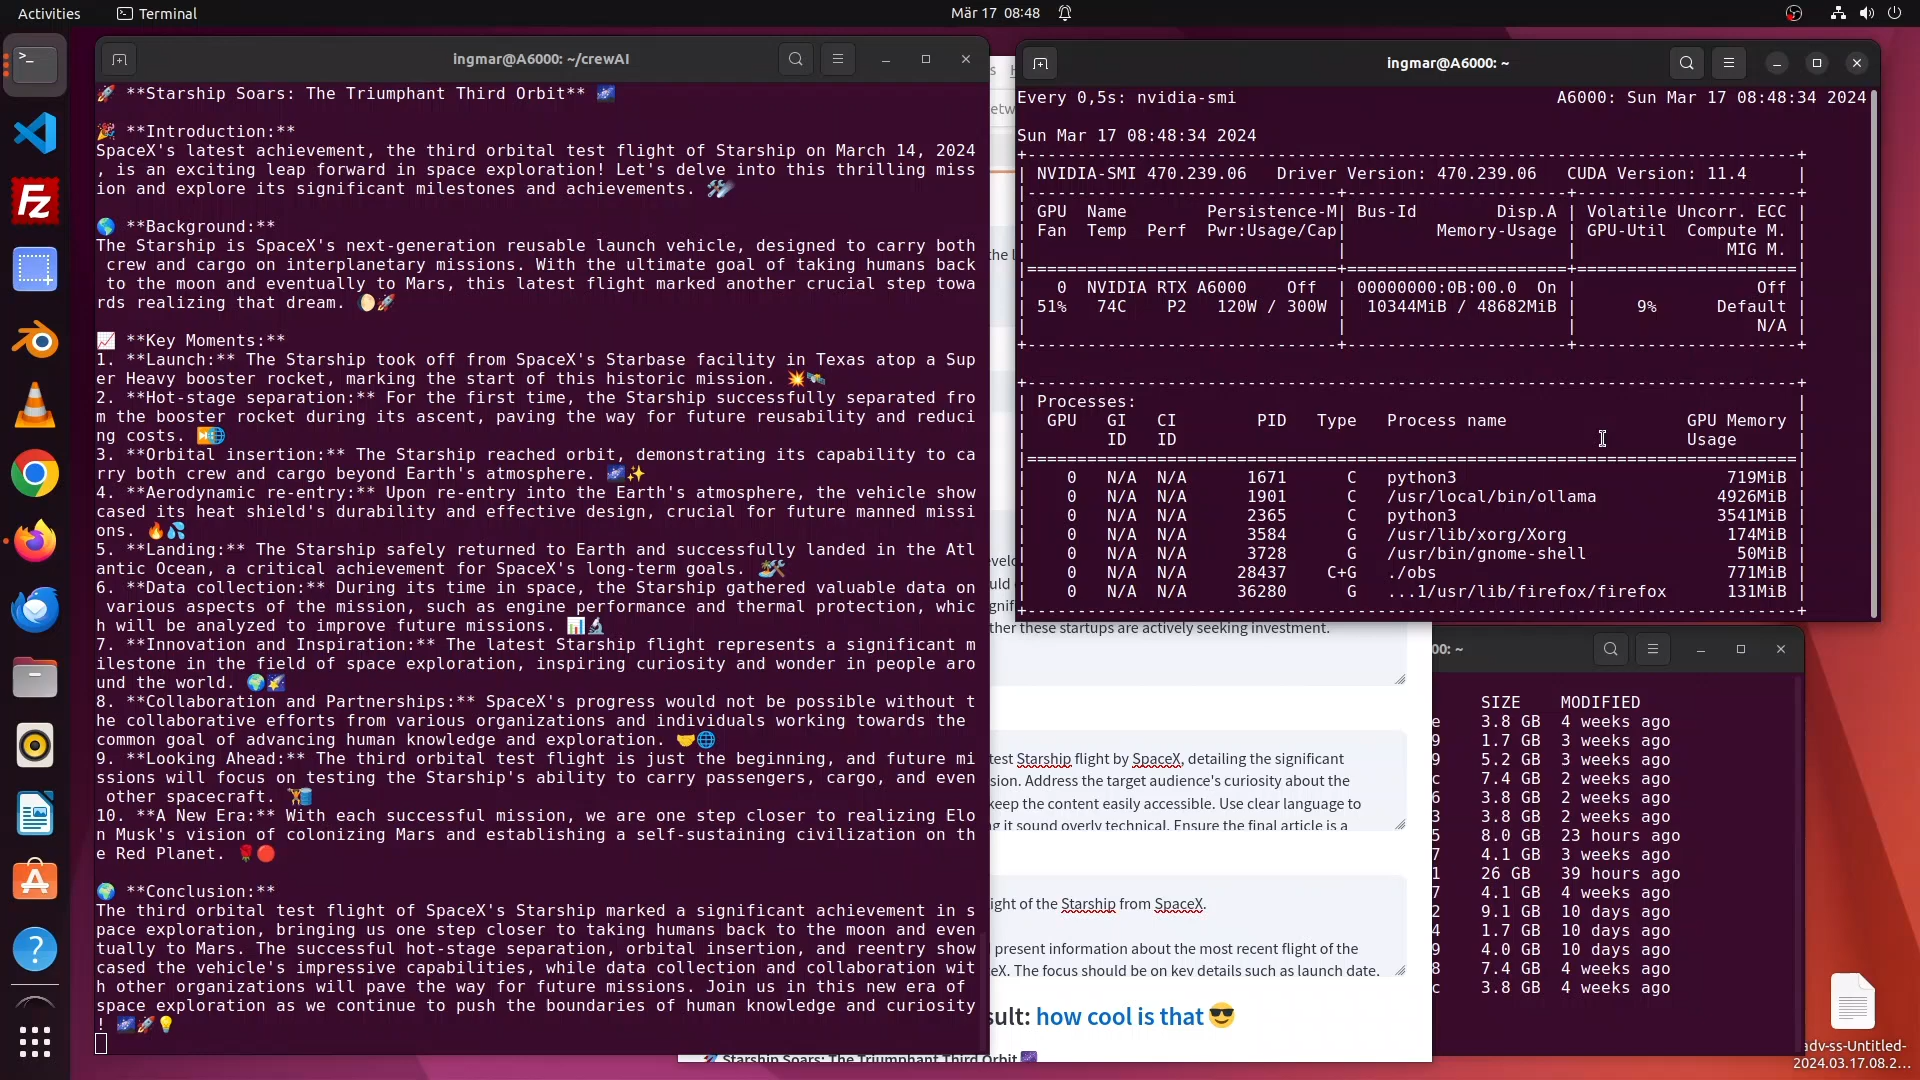 Activities
Terminal
Mär 17 08:48
ingmar@A6000: ~/crewAI
🚀 **Starship Soars: The Triumphant Third Orbit** 🌌
🎉 **Introduction:**
SpaceX's latest achievement, the third orbital test flight of Starship on March 14, 2024
, is an exciting leap forward in space exploration! Let's delve into this thrilling miss
ion and explore its significant milestones and achievements. 🛠️🌠
🌎 **Background:**
The Starship is SpaceX's next-generation reusable launch vehicle, designed to carry both
crew and cargo on interplanetary missions. With the ultimate goal of taking humans back
to the moon and eventually to Mars, this latest flight marked another crucial step towa
rds realizing that dream. 🌔🚀
📈 **Key Moments:**
1. **Launch:** The Starship took off from SpaceX's Starbase facility in Texas atop a Sup
er Heavy booster rocket, marking the start of this historic mission. 💥🛰️
2. **Hot-stage separation:** For the first time, the Starship successfully separated fro
m the booster rocket during its ascent, paving the way for future reusability and reduci
ng costs. ⏭️🌐
3. **Orbital insertion:** The Starship reached orbit, demonstrating its capability to ca
rry both crew and cargo beyond Earth's atmosphere. 🌌✨
4. **Aerodynamic re-entry:** Upon re-entry into the Earth's atmosphere, the vehicle show
cased its heat shield's durability and effective design, crucial for future manned missi
ons. 🔥💦
5. **Landing:** The Starship safely returned to Earth and successfully landed in the Atl
antic Ocean, a critical achievement for SpaceX's long-term goals. 🏝️🛠️
6. **Data collection:** During its time in space, the Starship gathered valuable data on
various aspects of the mission, such as engine performance and thermal protection, whic
h will be analyzed to improve future missions. 📊🔬
7. **Innovation and Inspiration:** The latest Starship flight represents a significant m
ilestone in the field of space exploration, inspiring curiosity and wonder in people aro
und the world. 🌍🌠
8. **Collaboration and Partnerships:** SpaceX's progress would not be possible without t
he collaborative efforts from various organizations and individuals working towards the
common goal of advancing human knowledge and exploration. 🤝🌐
9. **Looking Ahead:** The third orbital test flight is just the beginning, and future mi
ssions will focus on testing the Starship's ability to carry passengers, cargo, and even
other spacecraft. 🏋️🛢️
10. **A New Era:** With each successful mission, we are one step closer to realizing Elo
n Musk's vision of colonizing Mars and establishing a self-sustaining civilization on th
e Red Planet. 🌹🔴
🌍 **Conclusion:**
The third orbital test flight of SpaceX's Starship marked a significant achievement in s
pace exploration, bringing us one step closer to taking humans back to the moon and even
tually to Mars. The successful hot-stage separation, orbital insertion, and reentry show
cased the vehicle's impressive capabilities, while data collection and collaboration wit
h other organizations will pave the way for future missions. Join us in this new era of
space exploration as we continue to push the boundaries of human knowledge and curiosity
! 🌌🚀💡
ingmar@A6000: ~
Every 0,5s: nvidia-smi A6000: Sun Mar 17 08:48:34 2024
Sun Mar 17 08:48:34 2024
NVIDIA-SMI 470.239.06 Driver Version: 470.239.06 CUDA Version: 11.4
GPU Name Persistence-M| Bus-Id Disp.A | Volatile Uncorr. ECC
Fan Temp Perf Pwr:Usage/Cap| Memory-Usage | GPU-Util Compute M.
MIG M.
0 NVIDIA RTX A6000 Off | 00000000:0B:00.0 On | Off
51% 74C P2 120W / 300W | 10344MiB / 48682MiB | 9% Default
N/A
Processes:
GPU GI CI PID Type Process name GPU Memory
ID ID Usage
0 N/A N/A 1671 C python3 719MiB
0 N/A N/A 1901 C /usr/local/bin/ollama 4926MiB
0 N/A N/A 2365 C python3 3541MiB
0 N/A N/A 3584 G /usr/lib/xorg/Xorg 174MiB
0 N/A N/A 3728 G /usr/bin/gnome-shell 50MiB
0 N/A N/A 28437 C+G ./obs 771MiB
0 N/A N/A 36280 G ...1/usr/lib/firefox/firefox 131MiB
ther these startups are actively seeking investment.
test Starship flight by SpaceX, detailing the significant
sion. Address the target audience's curiosity about the
keep the content easily accessible. Use clear language to
g it sound overly technical. Ensure the final article is a
ight of the Starship from SpaceX.
present information about the most recent flight of the
eX. The focus should be on key details such as launch date.
sult: how cool is that 😎
🚀 Starship Soars: The Triumphant Third Orbit 🌌
00: ~
SIZE MODIFIED
e 3.8 GB 4 weeks ago
9 1.7 GB 3 weeks ago
9 5.2 GB 3 weeks ago
c 7.4 GB 2 weeks ago
6 3.8 GB 2 weeks ago
3 3.8 GB 2 weeks ago
5 8.0 GB 23 hours ago
7 4.1 GB 3 weeks ago
1 26 GB 39 hours ago
7 4.1 GB 4 weeks ago
2 9.1 GB 10 days ago
4 1.7 GB 10 days ago
9 4.0 GB 10 days ago
8 7.4 GB 4 weeks ago
c 3.8 GB 4 weeks ago
adv-ss-Untitled-
2024.03.17.08.2...